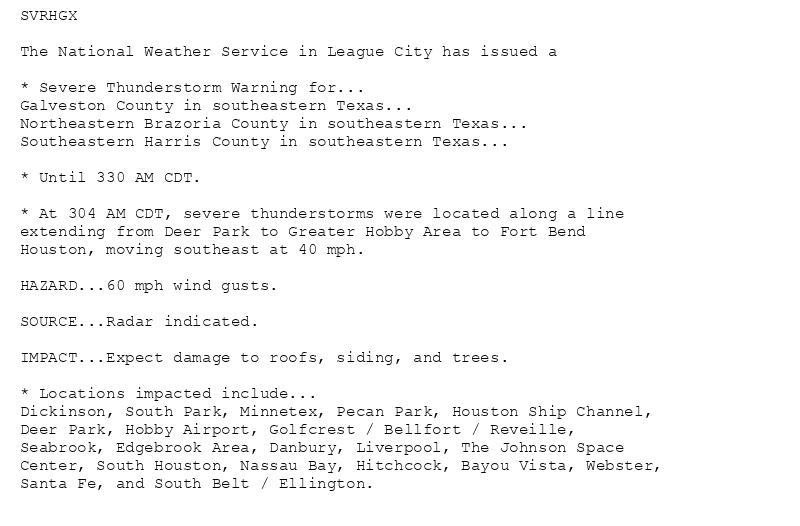 SVRHGX
The National Weather Service in League City has issued a
* Severe Thunderstorm Warning for...
Galveston County in southeastern Texas...
Northeastern Brazoria County in southeastern Texas...
Southeastern Harris County in southeastern Texas...
* Until 330 AM CDT.
* At 304 AM CDT, severe thunderstorms were located along a line
extending from Deer Park to Greater Hobby Area to Fort Bend
Houston, moving southeast at 40 mph.
HAZARD...60 mph wind gusts.
SOURCE...Radar indicated.
IMPACT...Expect damage to roofs, siding, and trees.
* Locations impacted include...
Dickinson, South Park, Minnetex, Pecan Park, Houston Ship Channel,
Deer Park, Hobby Airport, Golfcrest / Bellfort / Reveille,
Seabrook, Edgebrook Area, Danbury, Liverpool, The Johnson Space
Center, South Houston, Nassau Bay, Hitchcock, Bayou Vista, Webster,
Santa Fe, and South Belt / Ellington.